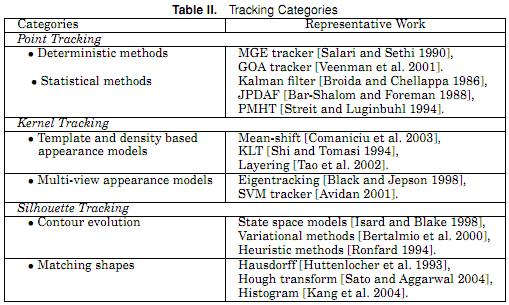 Table II. Tracking Categories
Categories Representative Work
Point Tracking
• Deterministic methods MGE tracker [Salari and Sethi 1990],
GOA tracker [Veenman et al. 2001].
• Statistical methods Kalman filter [Broida and Chellappa 1986],
JPDAF [Bar-Shalom and Foreman 1988],
PMHT [Streit and Luginbuhl 1994].
Kernel Tracking
• Template and density based Mean-shift [Comaniciu et al. 2003],
appearance models KLT [Shi and Tomasi 1994],
Layering [Tao et al. 2002].
• Multi-view appearance models Eigentracking [Black and Jepson 1998],
SVM tracker [Avidan 2001].
Silhouette Tracking
• Contour evolution State space models [Isard and Blake 1998],
Variational methods [Bertalmio et al. 2000],
Heuristic methods [Ronfard 1994].
• Matching shapes Hausdorff [Huttenlocher et al. 1993],
Hough transform [Sato and Aggarwal 2004],
Histogram [Kang et al. 2004].